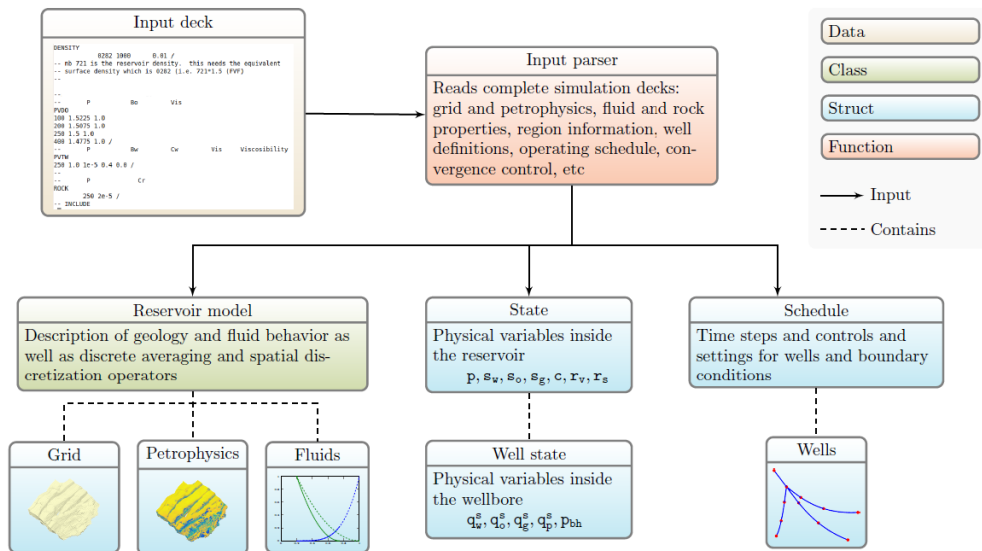 Input deck
DENSITY
0282 1000 0.01 /
-- mb 721 is the reservoir density. this needs the equivalent
-- surface density which is 0282 (i.e. 721*1.5 (FVF)
--
--
-- P Bo Vis
PVDO
100 1.5225 1.0
200 1.5075 1.0
250 1.5 1.0
400 1.4775 1.0 /
-- P Bw Cw Vis Viscosibility
PVTW
250 1.0 1e-5 0.4 0.0 /
--
-- P Cr
ROCK
250 2e-5 /
-- INCLUDE
Input parser
Reads complete simulation decks:
grid and petrophysics, fluid and rock
properties, region information, well
definitions, operating schedule, con-
vergence control, etc
Data
Class
Struct
Function
Input
Contains
Reservoir model
Description of geology and fluid behavior as
well as discrete averaging and spatial dis-
cretization operators
State
Physical variables inside
the reservoir
p, s_w, s_o, s_g, c, r_v, r_s
Schedule
Time steps and controls and
settings for wells and boundary
conditions
Grid
Petrophysics
Fluids
Well state
Physical variables inside
the wellbore
q^s_w, q^s_o, q^s_g, q^s_p, p_bh
Wells